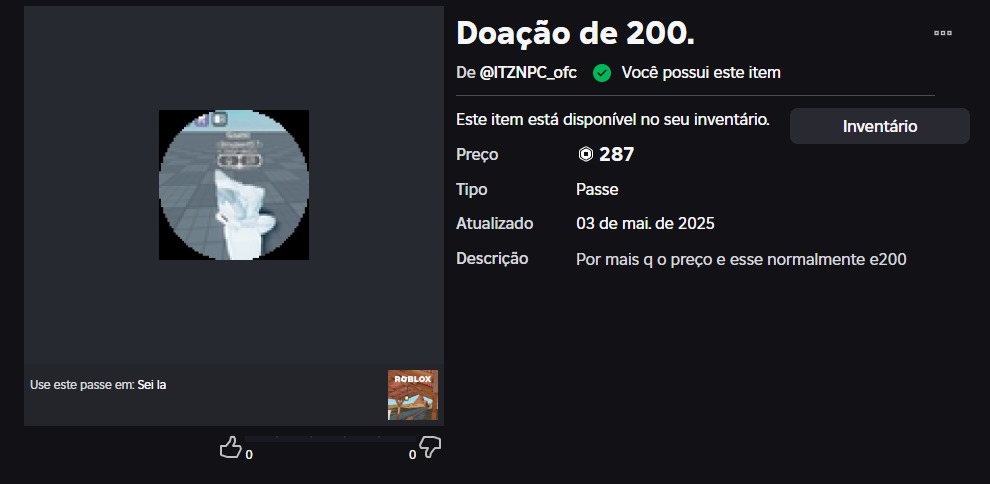 Doação de 200.
De @ITZNPC_ofc Você possui este item
Este item está disponível no seu inventário.
Inventário
Preço 287
Tipo Passe
Atualizado 03 de mai. de 2025
Descrição Por mais q o preço e esse normalmente e200
Use este passe em: Sei la
ROBLOX
0 0